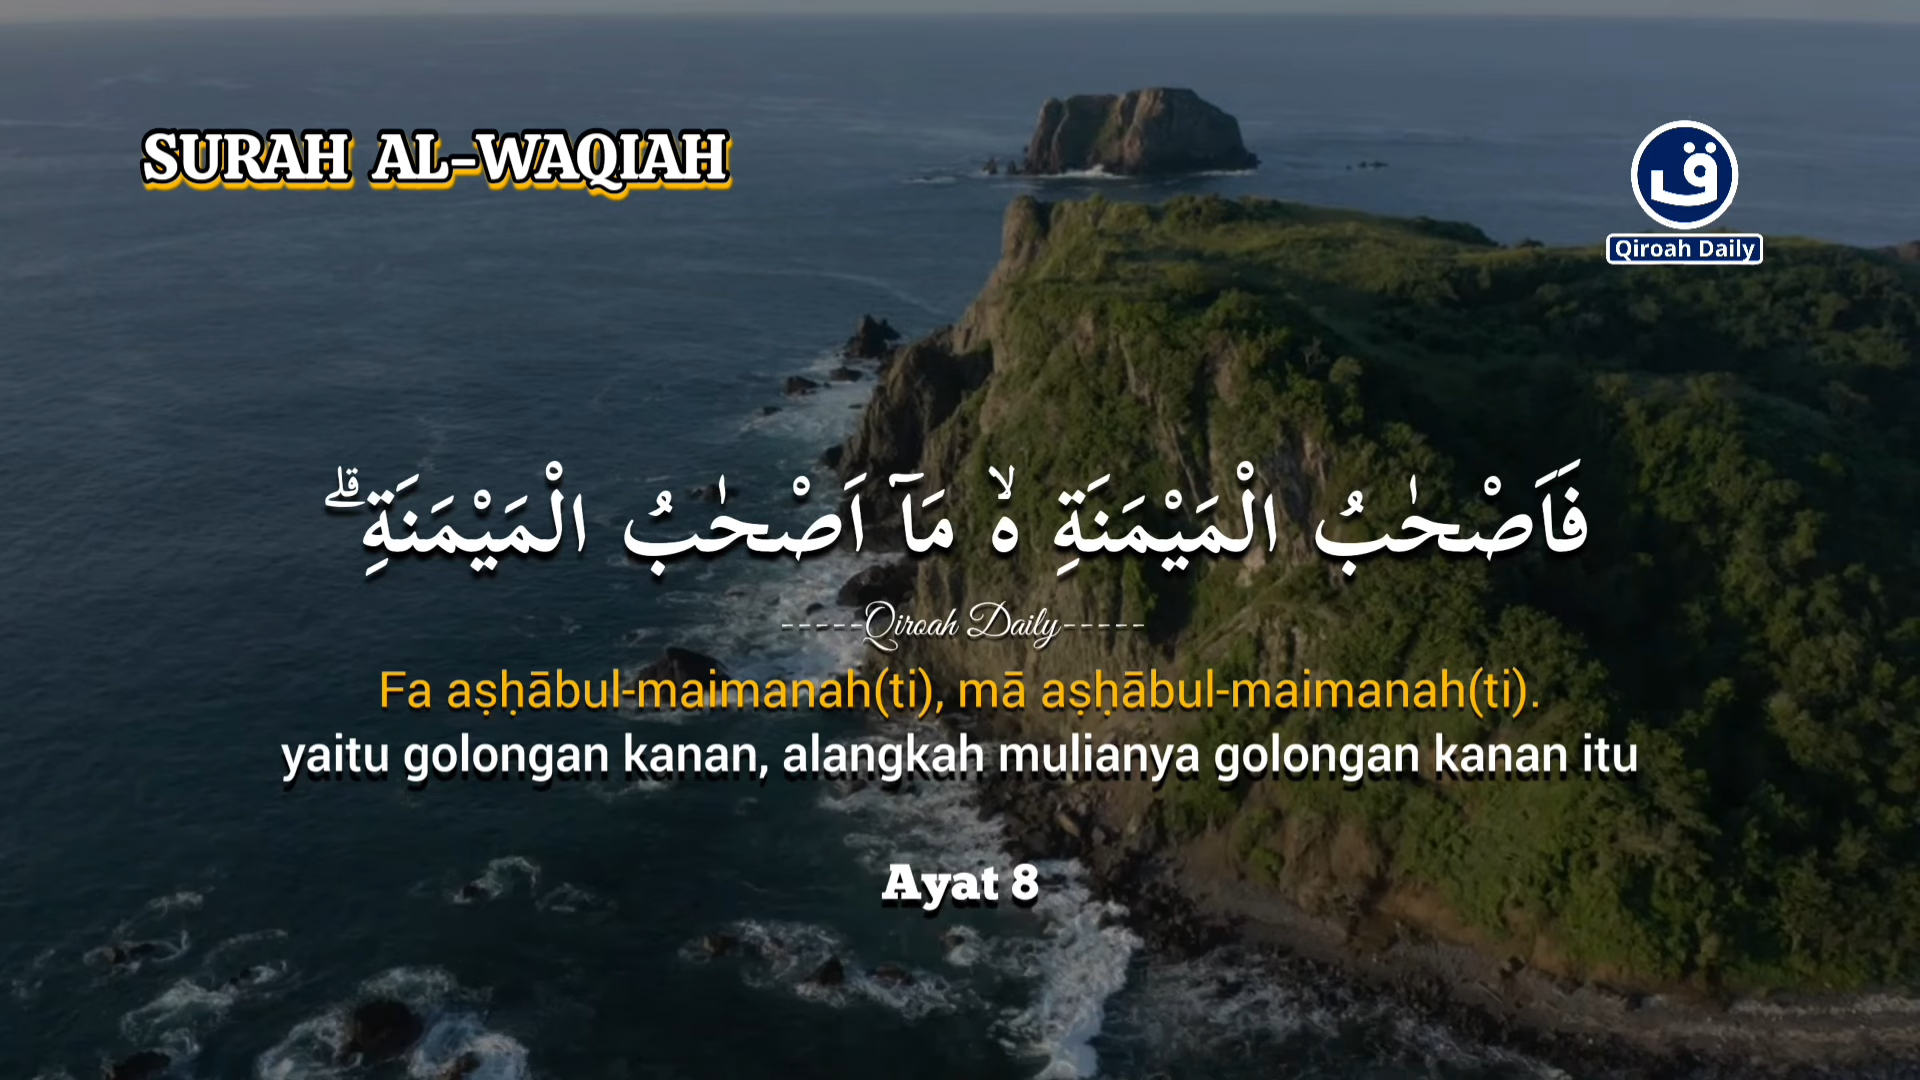 SURAH AL-WAQIAH
ق
Qiroah Daily
فَاَصْحٰبُ الْمَيْمَنَةِ ەۙ مَآ اَصْحٰبُ الْمَيْمَنَةِ ۗ
-----Qiroah Daily-----
Fa aṣḥābul-maimanah(ti), mā aṣḥābul-maimanah(ti).
yaitu golongan kanan, alangkah mulianya golongan kanan itu
Ayat 8